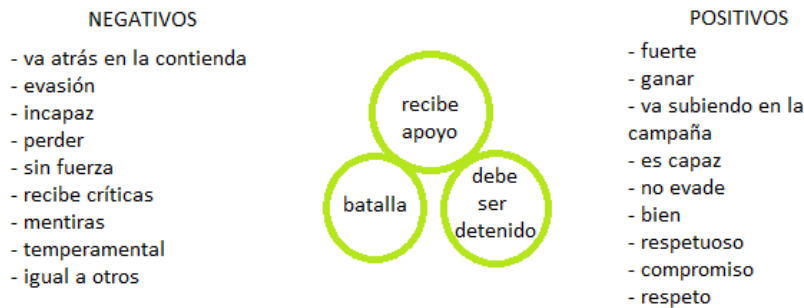 NEGATIVOS
- va atrás en la contienda
- evasión
- incapaz
- perder
- sin fuerza
- recibe críticas
- mentiras
- temperamental
- igual a otros
recibe
apoyo
batalla
debe
ser
detenido
POSITIVOS
- fuerte
- ganar
- va subiendo en la
campaña
- es capaz
- no evade
- bien
- respetuoso
- compromiso
- respeto